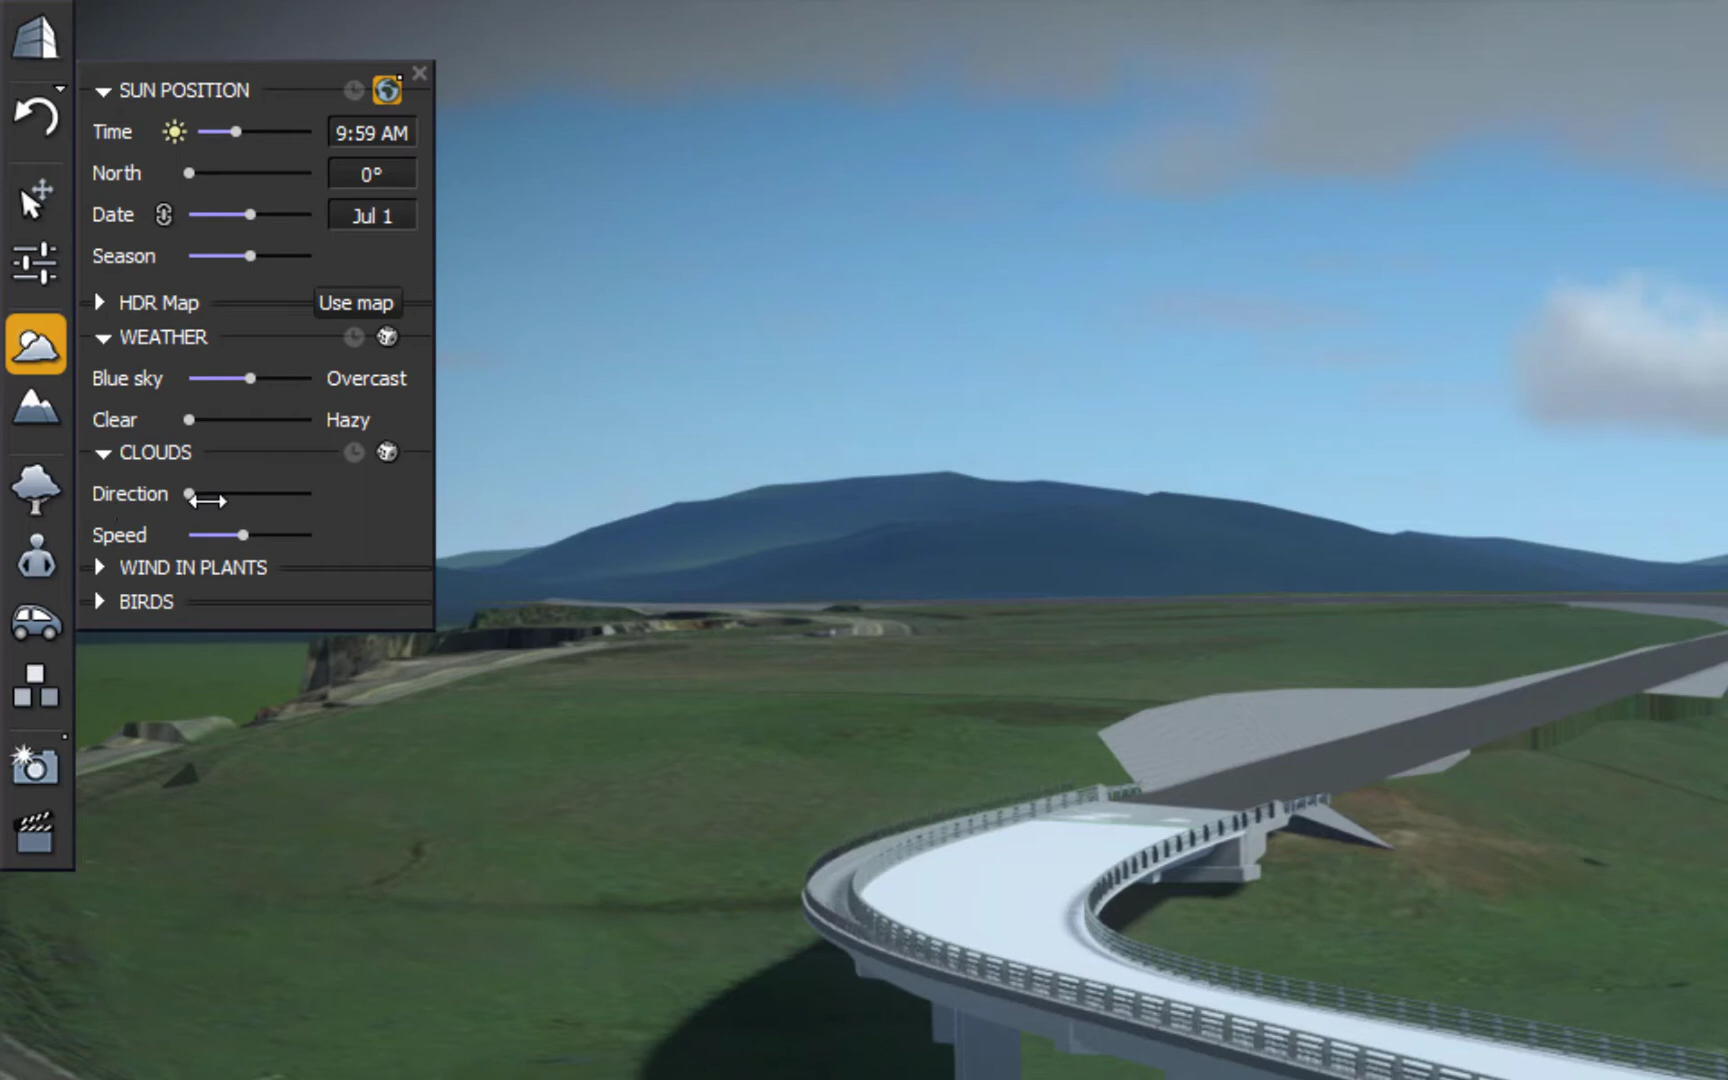 SUN POSITION
Time 9:59 AM
North 0°
Date Jul 1
Season
HDR Map Use map
WEATHER
Blue sky Overcast
Clear Hazy
CLOUDS
Direction
Speed
WIND IN PLANTS
BIRDS